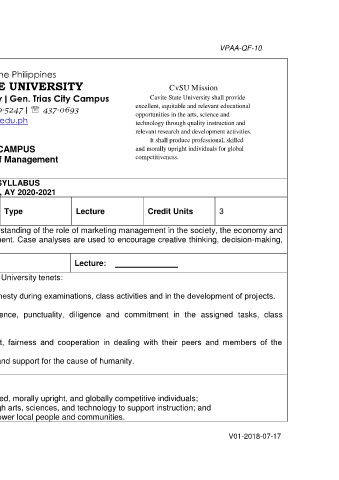 VPAA-QF-10
he Philippines
E UNIVERSITY
y | Gen. Trias City Campus
-5247 | ☏ 437-0693
edu.ph
CvSU Mission
Cavite State University shall provide
excellent, equitable and relevant educational
opportunities in the arts, science and
technology through quality instruction and
relevant research and development activities.
It shall produce professional, skilled
and morally upright individuals for global
competitiveness.
CAMPUS
f Management
SYLLABUS
, AY 2020-2021
Type Lecture Credit Units 3
rstanding of the role of marketing management in the society, the economy and
ent. Case analyses are used to encourage creative thinking, decision-making,
Lecture: ____________
University tenets:
nesty during examinations, class activities and in the development of projects.
ence, punctuality, diligence and commitment in the assigned tasks, class
t, fairness and cooperation in dealing with their peers and members of the
and support for the cause of humanity.
ed, morally upright, and globally competitive individuals;
gh arts, sciences, and technology to support instruction; and
ower local people and communities.
V01-2018-07-17